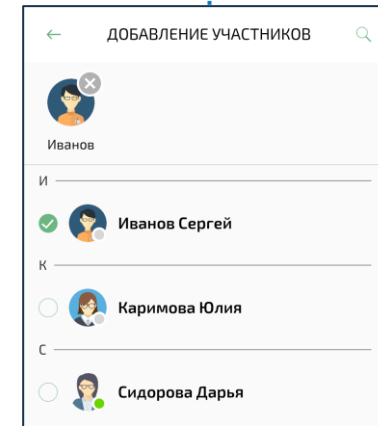 ДОБАВЛЕНИЕ УЧАСТНИКОВ
Иванов
И
Иванов Сергей
К
Каримова Юлия
С
Сидорова Дарья